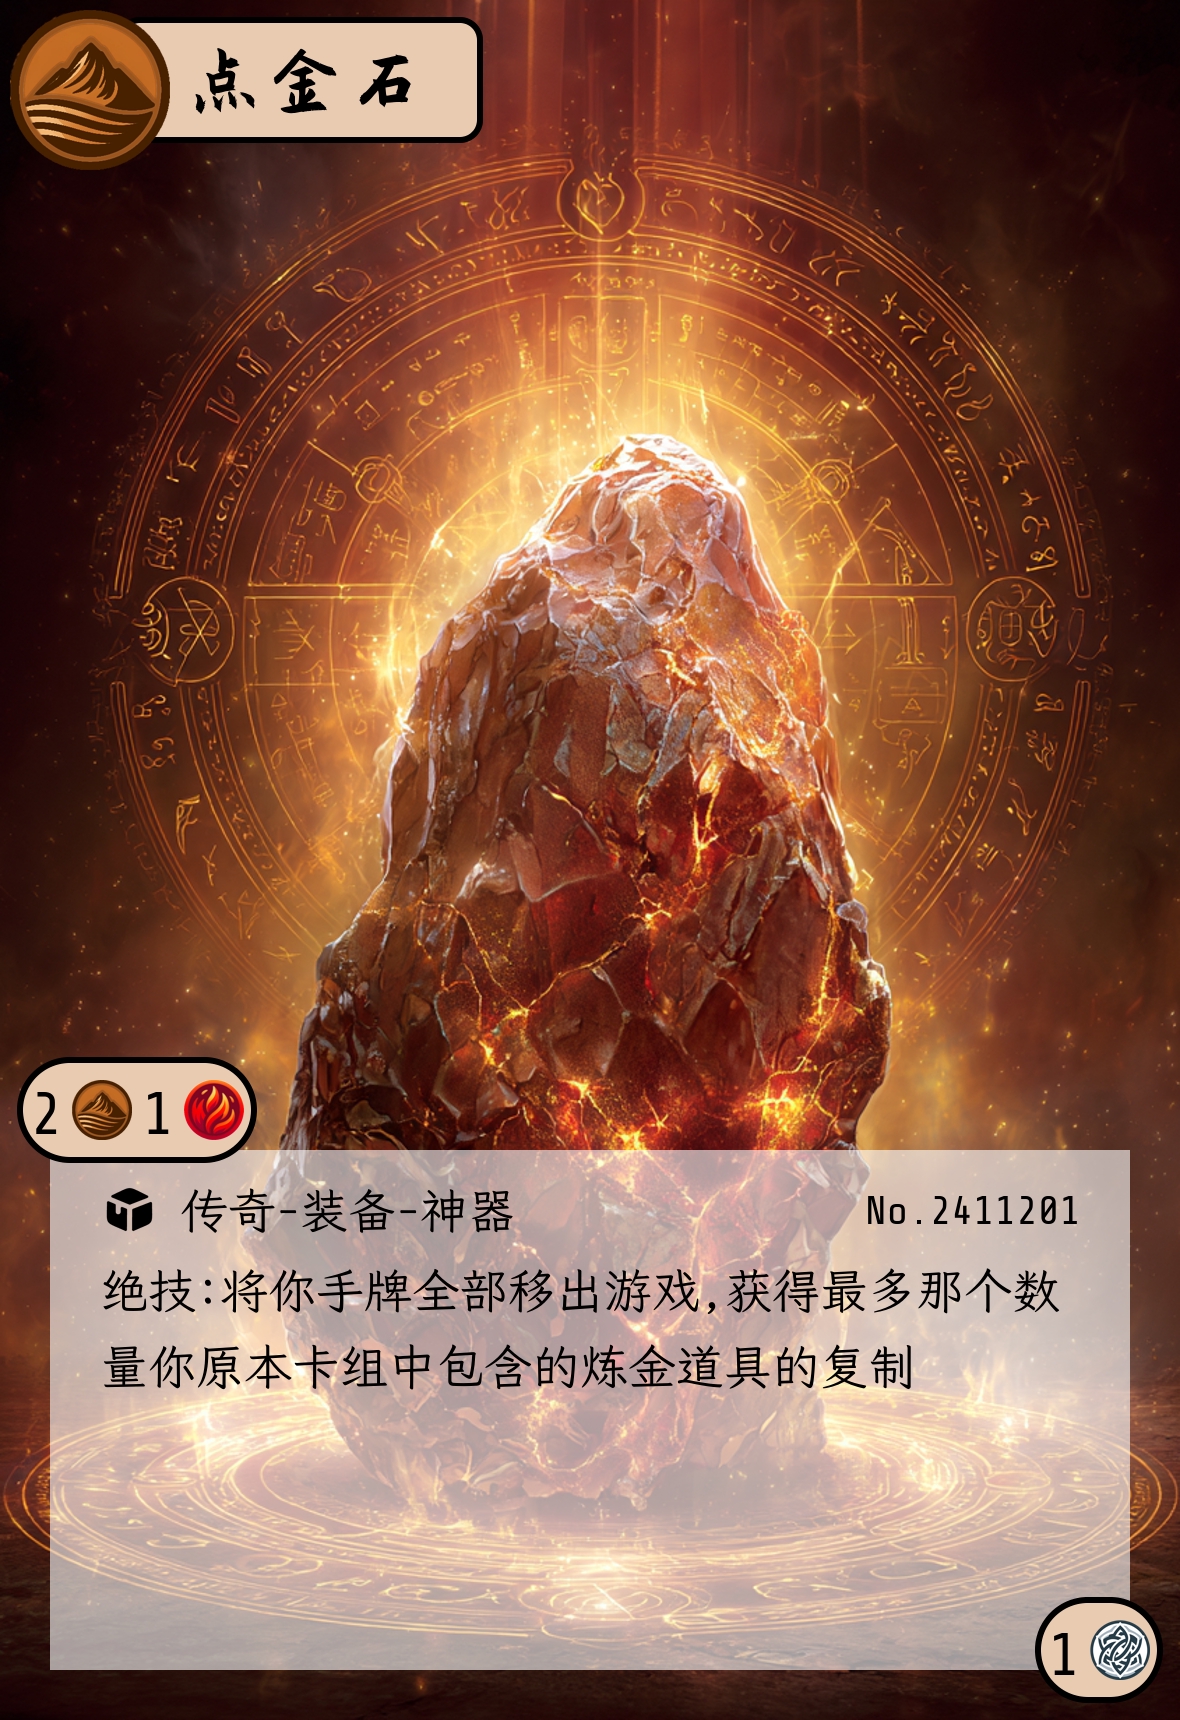 点金石
2 1
传奇-装备-神器 No.2411201
绝技:将你手牌全部移出游戏,获得最多那个数
量你原本卡组中包含的炼金道具的复制
1